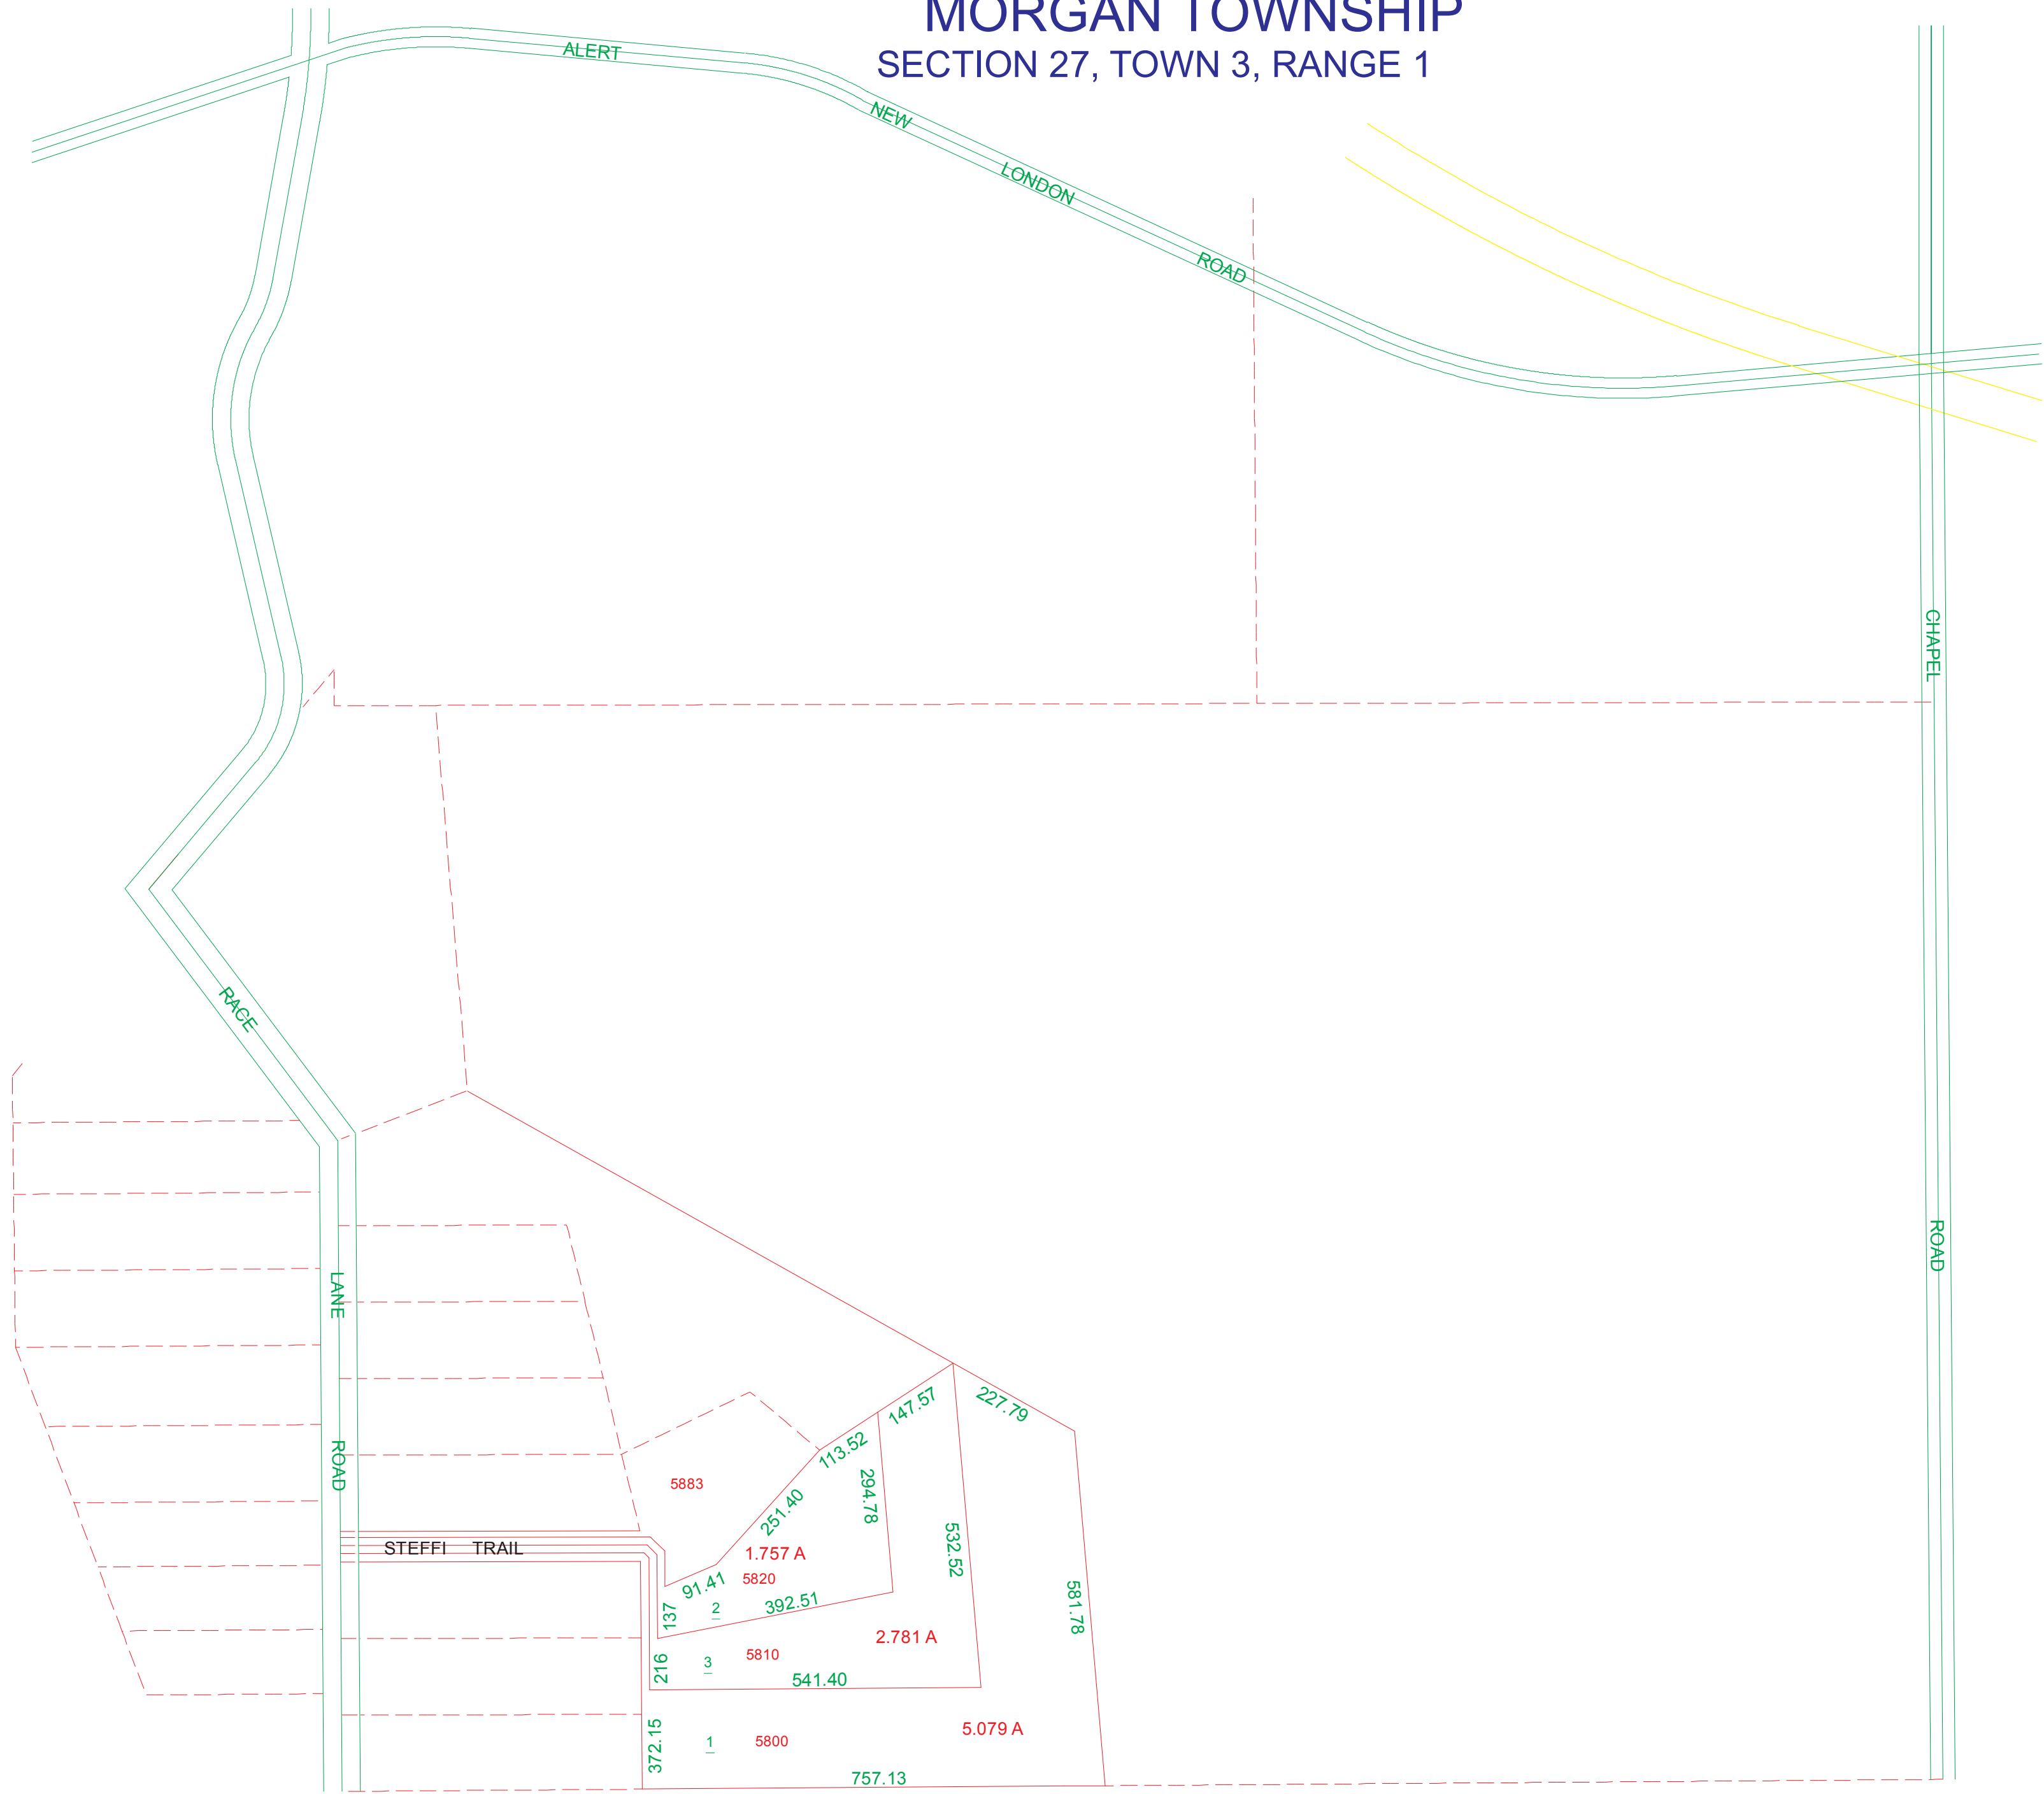 MORGAN TOWNSHIP
SECTION 27, TOWN 3, RANGE 1
ALERT
NEW
LONDON
ROAD
CHAPEL
ROAD
RACE
LANE
ROAD
STEFFI TRAIL
5883
147.57
227.79
113.52
294.78
251.40
532.52
581.78
1.757 A
5820
91.41
392.51
137
2
2.781 A
5810
216
3
541.40
5.079 A
372.15
1
5800
757.13